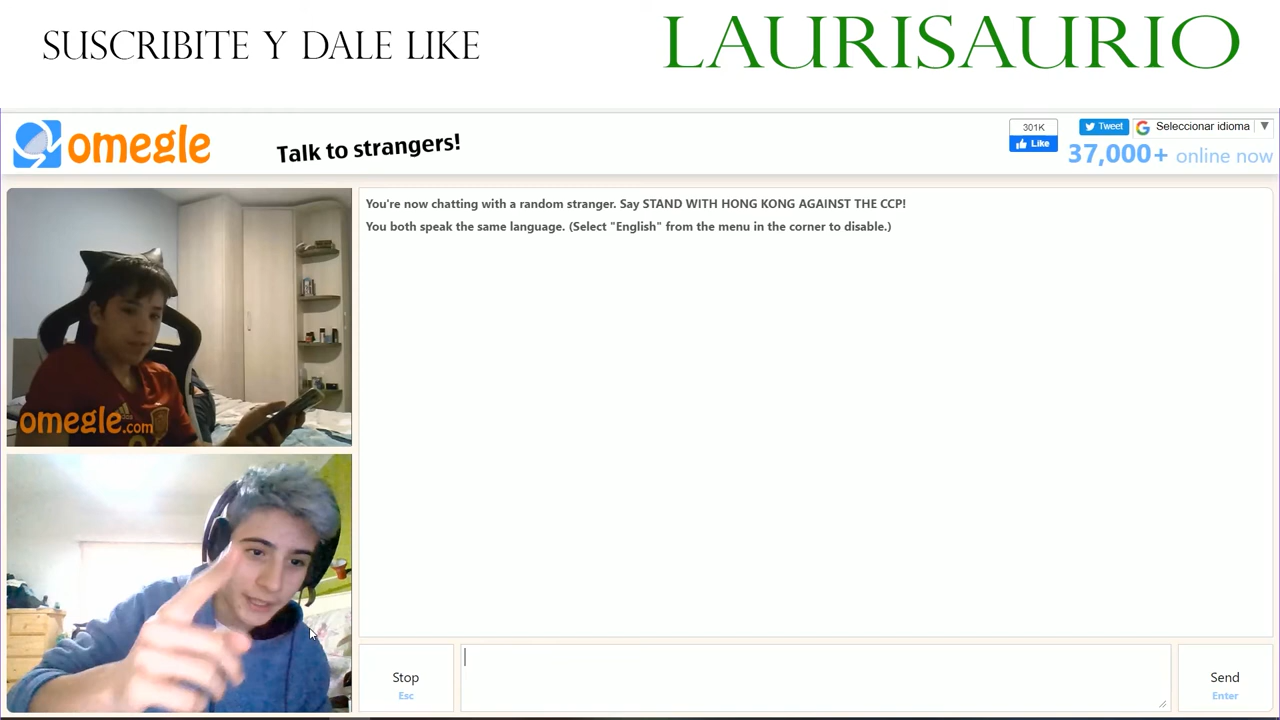 SUSCRIBITE Y DALE LIKE
LAURISAURIO
omegle
Talk to strangers!
301K
Like
Tweet
Seleccionar idioma
37,000+ online now
You're now chatting with a random stranger. Say STAND WITH HONG KONG AGAINST THE CCP!
You both speak the same language. (Select "English" from the menu in the corner to disable.)
omegle.com
Stop
Esc
Send
Enter